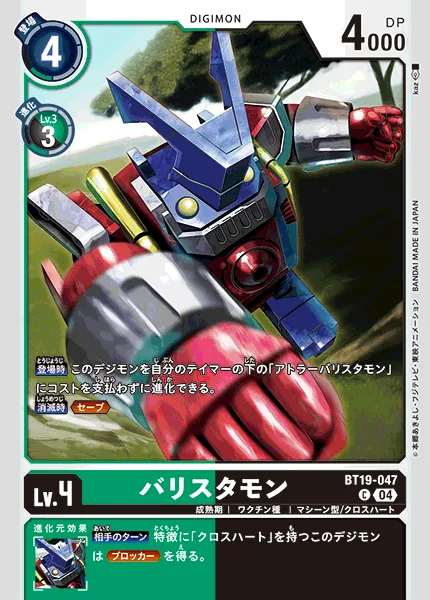 DIGIMON
登場
4
DP
4000
進化
Lv.3
3
kaz
©本郷あきよし・フジテレビ・東映アニメーション BANDAI MADE IN JAPAN
登場時 このデジモンを自分のテイマーの下の「アトラーバリスタモン」
にコストを支払わずに進化できる。
消滅時 セーブ
BT19-047
Lv.4
バリスタモン
C 04
成熟期 | ワクチン種 | マシーン型/クロスハート
進化元効果
相手のターン 特徴に「クロスハート」を持つこのデジモン
は ブロッカー を得る。